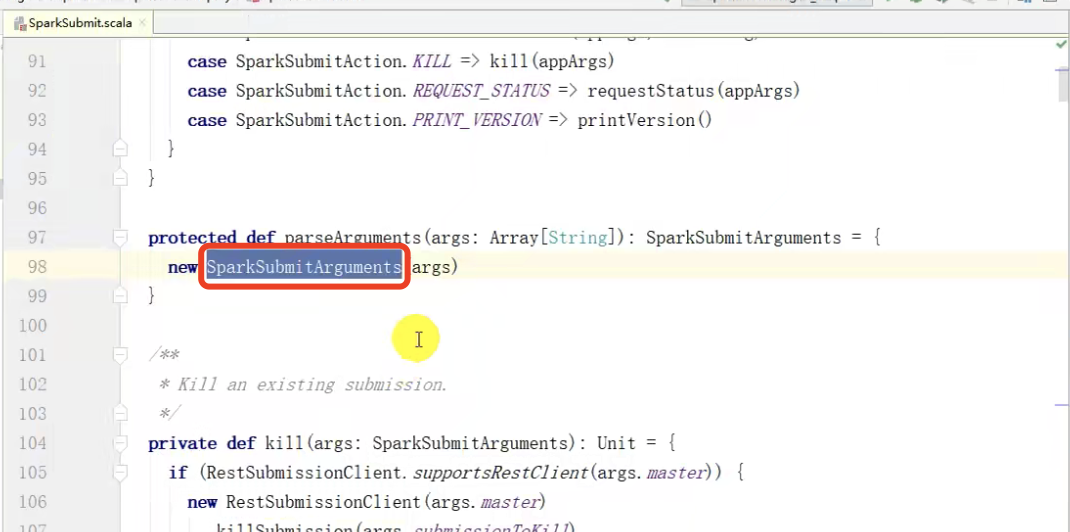 SparkSubmit.scala
91 case SparkSubmitAction.KILL => kill(appArgs)
92 case SparkSubmitAction.REQUEST_STATUS => requestStatus(appArgs)
93 case SparkSubmitAction.PRINT_VERSION => printVersion()
94 }
95 }
96
97 protected def parseArguments(args: Array[String]): SparkSubmitArguments = {
98 new SparkSubmitArguments(args)
99 }
100
101 /**
102 * Kill an existing submission.
103 */
104 private def kill(args: SparkSubmitArguments): Unit = {
105 if (RestSubmissionClient.supportsRestClient(args.master)) {
106 new RestSubmissionClient(args.master)
107 .killSubmission(args.submissionToKill)